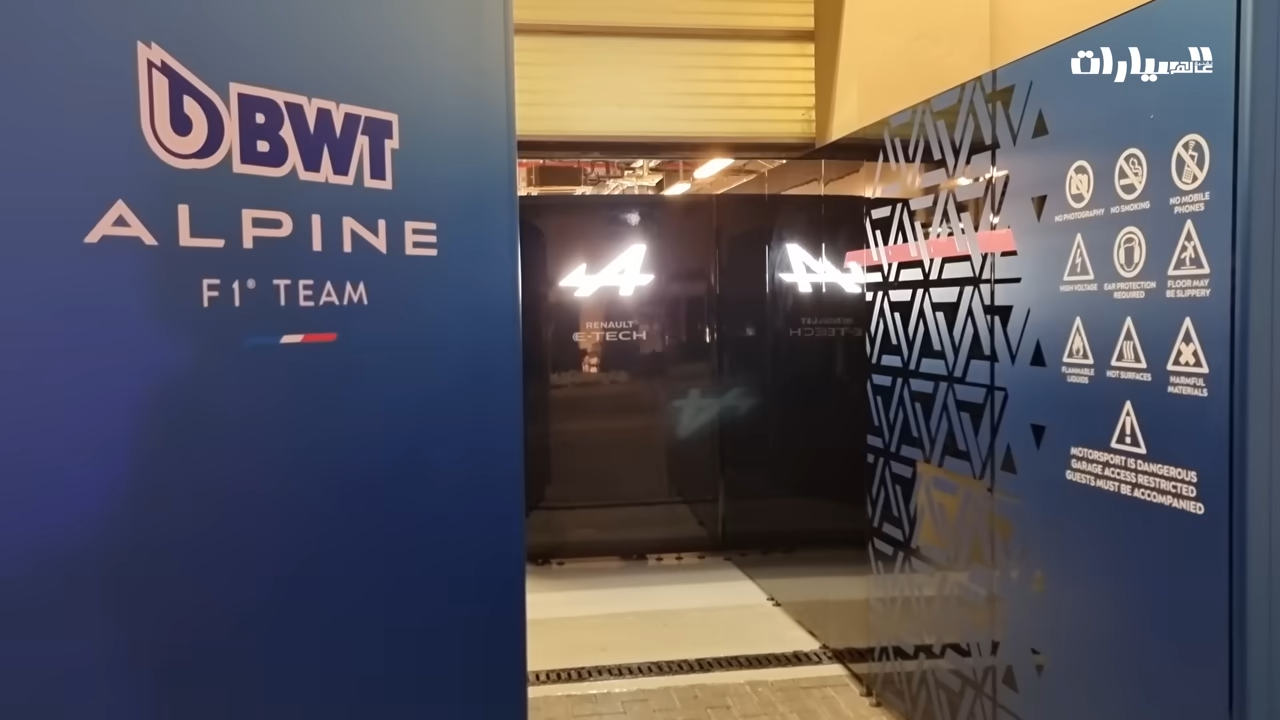 BWT
ALPINE
F1® TEAM
RENAULT
E-TECH
عالم السيارات
NO PHOTOGRAPHY
NO SMOKING
NO MOBILE
PHONES
HIGH VOLTAGE
EAR PROTECTION
REQUIRED
FLOOR MAY
BE SLIPPERY
FLAMMABLE
LIQUIDS
HOT SURFACES
HARMFUL
MATERIALS
MOTORSPORT IS DANGEROUS
GARAGE ACCESS RESTRICTED
GUESTS MUST BE ACCOMPANIED